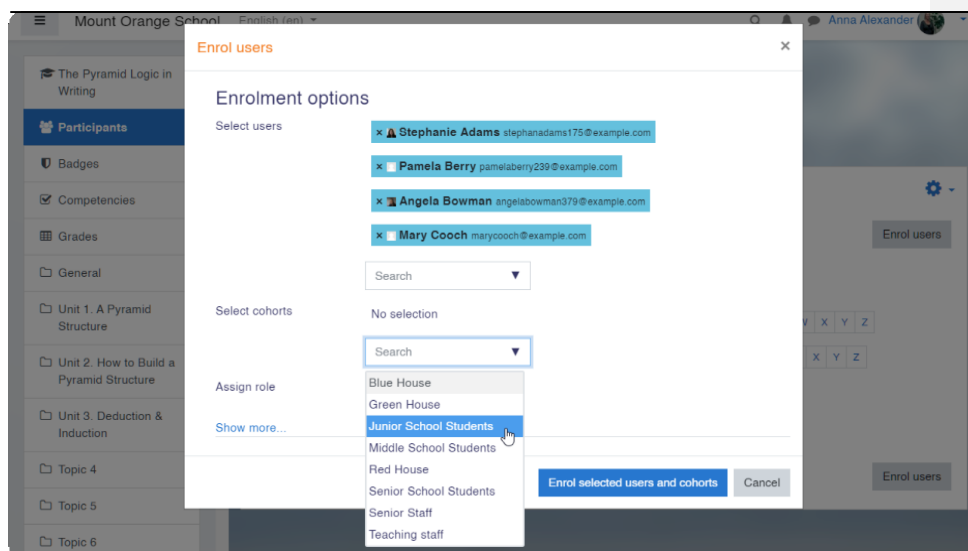 Mount Orange School English (en)
Anna Alexander
Enrol users
×
The Pyramid Logic in
Writing
Participants
Badges
Competencies
Grades
General
Unit 1. A Pyramid
Structure
Unit 2. How to Build a
Pyramid Structure
Unit 3. Deduction &
Induction
Topic 4
Topic 5
Topic 6
Enrolment options
Select users
× Stephanie Adams stephanadams175@example.com
× Pamela Berry pamelaberry239@example.com
× Angela Bowman angelabowman379@example.com
× Mary Cooch marycooch@example.com
Search ▼
Select cohorts
No selection
Search ▼
Blue House
Green House
Junior School Students
Middle School Students
Red House
Senior School Students
Senior Staff
Teaching staff
Assign role
Show more...
Enrol selected users and cohorts
Cancel
Enrol users
X Y Z
X Y Z
Enrol users